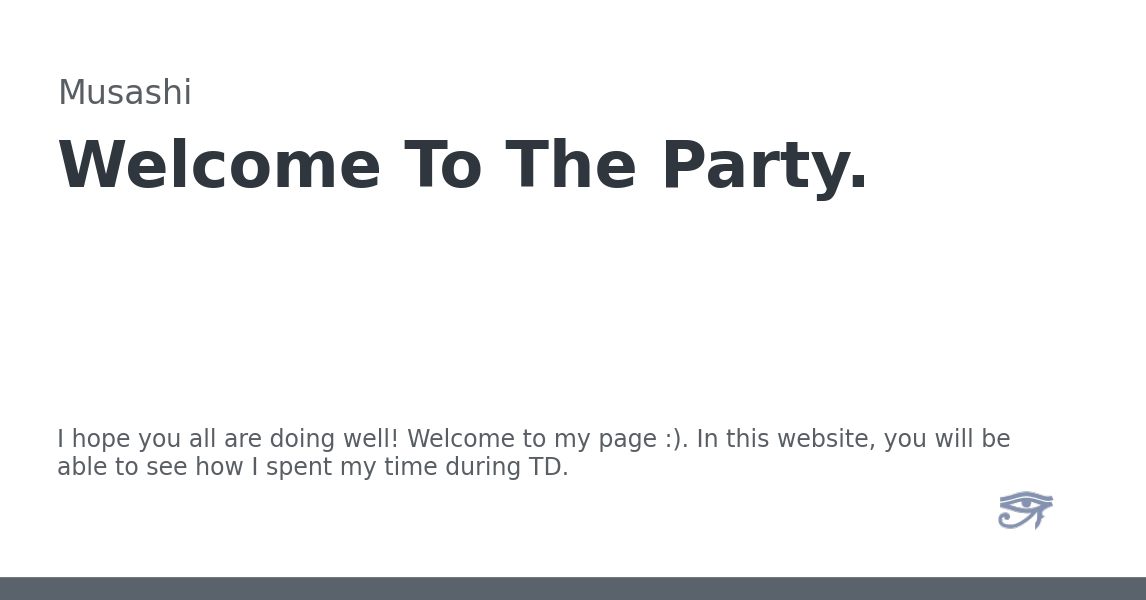 Musashi
Welcome To The Party.
I hope you all are doing well! Welcome to my page :). In this website, you will be
able to see how I spent my time during TD.